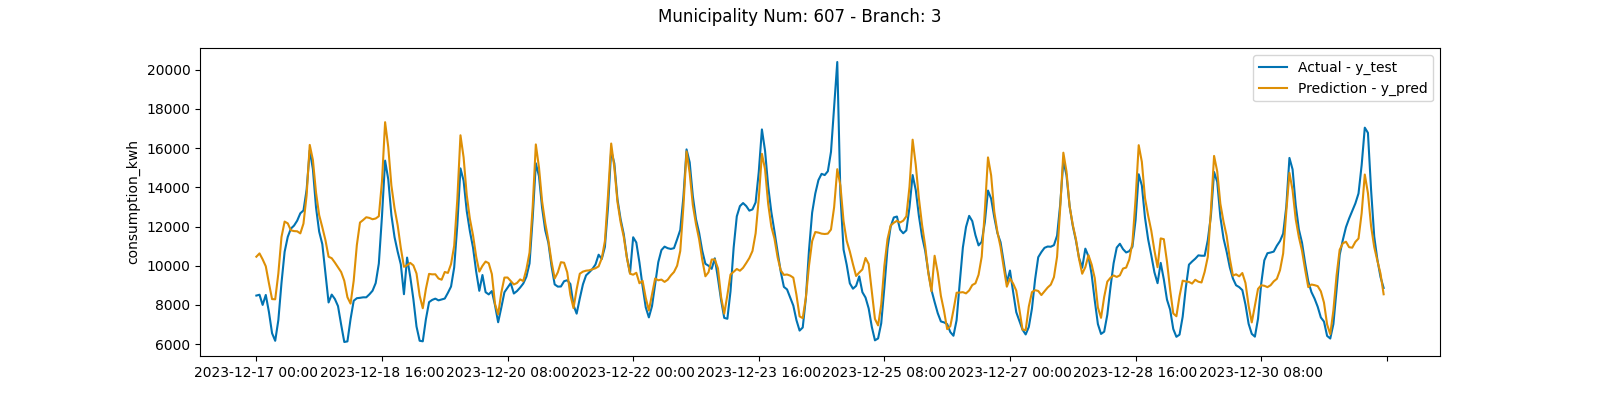 Municipality Num: 607 - Branch: 3
Actual - y_test
Prediction - y_pred
consumption_kwh
20000
18000
16000
14000
12000
10000
8000
6000
2023-12-17 00:00 2023-12-18 16:00 2023-12-20 08:00 2023-12-22 00:00 2023-12-23 16:00 2023-12-25 08:00 2023-12-27 00:00 2023-12-28 16:00 2023-12-30 08:00